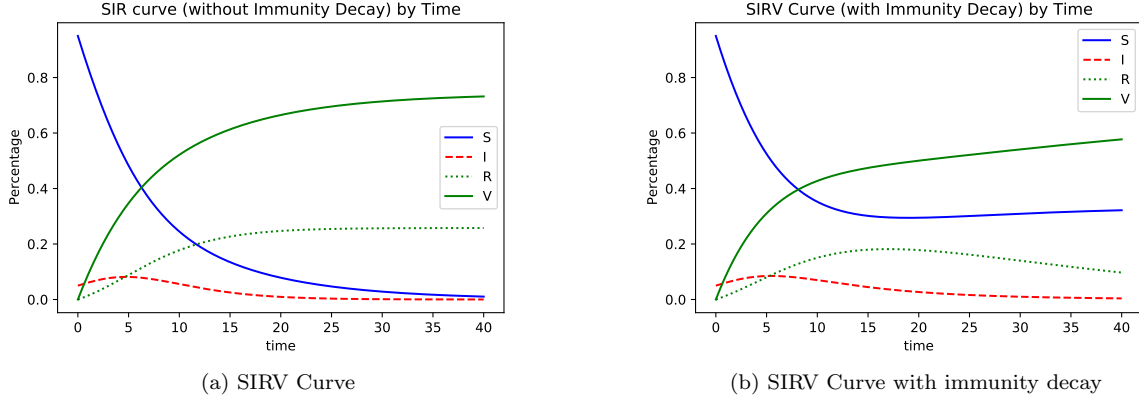 SIR curve (without Immunity Decay) by Time
0.8
0.6
0.4
0.2
0.0
Percentage
S
I
R
V
0 5 10 15 20 25 30 35 40
time
(a) SIRV Curve
SIRV Curve (with Immunity Decay) by Time
0.8
0.6
0.4
0.2
0.0
Percentage
S
I
R
V
0 5 10 15 20 25 30 35 40
time
(b) SIRV Curve with immunity decay